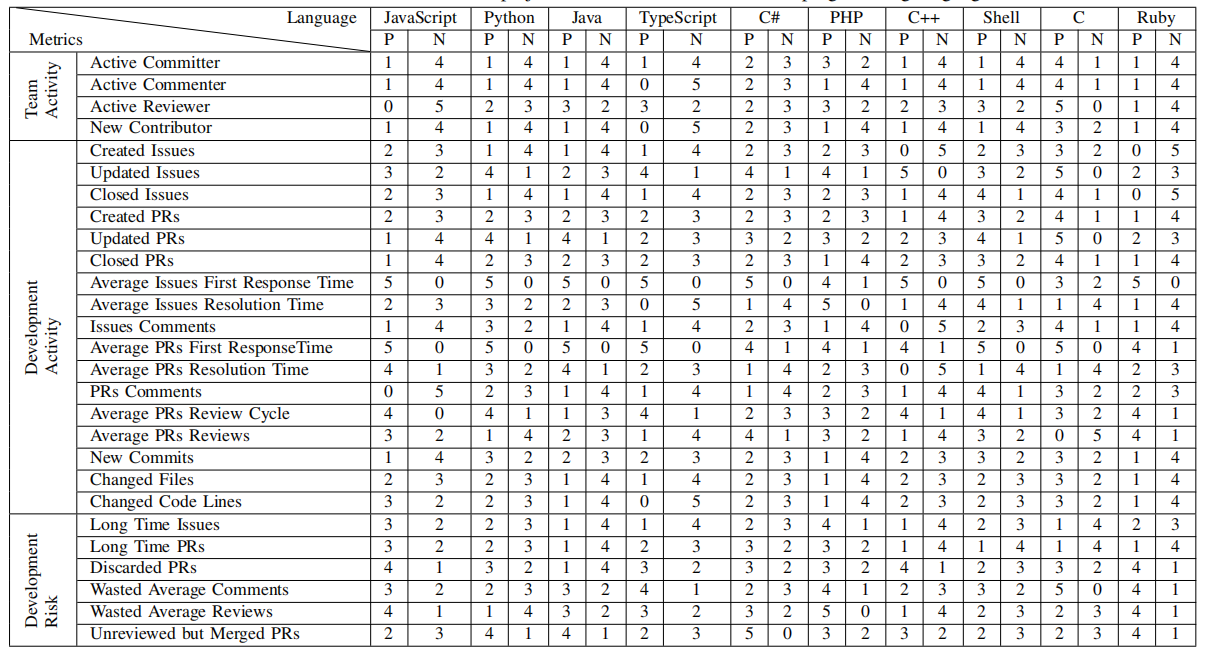 Language JavaScript Python Java TypeScript C# PHP C++ Shell C Ruby
Metrics P N P N P N P N P N P N P N P N P N P N
Team Activity
Active Committer 1 4 1 4 1 4 1 4 2 3 3 2 1 4 1 4 4 1 1 4
Active Commenter 1 4 1 4 1 4 0 5 2 3 1 4 1 4 1 4 4 1 1 4
Active Reviewer 0 5 2 3 3 2 3 2 2 3 3 2 2 3 3 2 5 0 1 4
New Contributor 1 4 1 4 1 4 0 5 2 3 1 4 1 4 1 4 3 2 1 4
Development Activity
Created Issues 2 3 1 4 1 4 1 4 2 3 2 3 0 5 2 3 3 2 0 5
Updated Issues 3 2 4 1 2 3 4 1 4 1 4 1 5 0 3 2 5 0 2 3
Closed Issues 2 3 1 4 1 4 1 4 2 3 2 3 1 4 4 1 4 1 0 5
Created PRs 2 3 2 3 2 3 2 3 2 3 2 3 1 4 3 2 4 1 1 4
Updated PRs 1 4 4 1 4 1 2 3 3 2 3 2 2 3 4 1 5 0 2 3
Closed PRs 1 4 2 3 2 3 2 3 2 3 1 4 2 3 3 2 4 1 1 4
Average Issues First Response Time 5 0 5 0 5 0 5 0 5 0 4 1 5 0 5 0 3 2 5 0
Average Issues Resolution Time 2 3 3 2 2 3 0 5 1 4 5 0 1 4 4 1 1 4 1 4
Issues Comments 1 4 3 2 1 4 1 4 2 3 1 4 0 5 2 3 4 1 1 4
Average PRs First ResponseTime 5 0 5 0 5 0 5 0 4 1 4 1 4 1 5 0 5 0 4 1
Average PRs Resolution Time 4 1 3 2 4 1 2 3 1 4 2 3 0 5 1 4 1 4 2 3
PRs Comments 0 5 2 3 1 4 1 4 1 4 2 3 1 4 4 1 3 2 2 3
Average PRs Review Cycle 4 0 4 1 1 3 4 1 2 3 3 2 4 1 4 1 3 2 4 1
Average PRs Reviews 3 2 1 4 2 3 1 4 4 1 3 2 1 4 3 2 0 5 4 1
New Commits 1 4 3 2 2 3 2 3 2 3 1 4 2 3 3 2 3 2 1 4
Changed Files 2 3 2 3 1 4 1 4 2 3 1 4 2 3 2 3 3 2 1 4
Changed Code Lines 3 2 2 3 1 4 0 5 2 3 1 4 2 3 2 3 3 2 1 4
Development Risk
Long Time Issues 3 2 2 3 1 4 1 4 2 3 4 1 1 4 2 3 1 4 2 3
Long Time PRs 3 2 2 3 1 4 2 3 3 2 3 2 1 4 1 4 1 4 1 4
Discarded PRs 4 1 3 2 1 4 3 2 3 2 3 2 4 1 2 3 3 2 4 1
Wasted Average Comments 3 2 2 3 3 2 4 1 2 3 4 1 2 3 3 2 5 0 4 1
Wasted Average Reviews 4 1 1 4 3 2 3 2 3 2 5 0 1 4 2 3 2 3 4 1
Unreviewed but Merged PRs 2 3 4 1 4 1 2 3 5 0 3 2 3 2 2 3 2 3 4 1